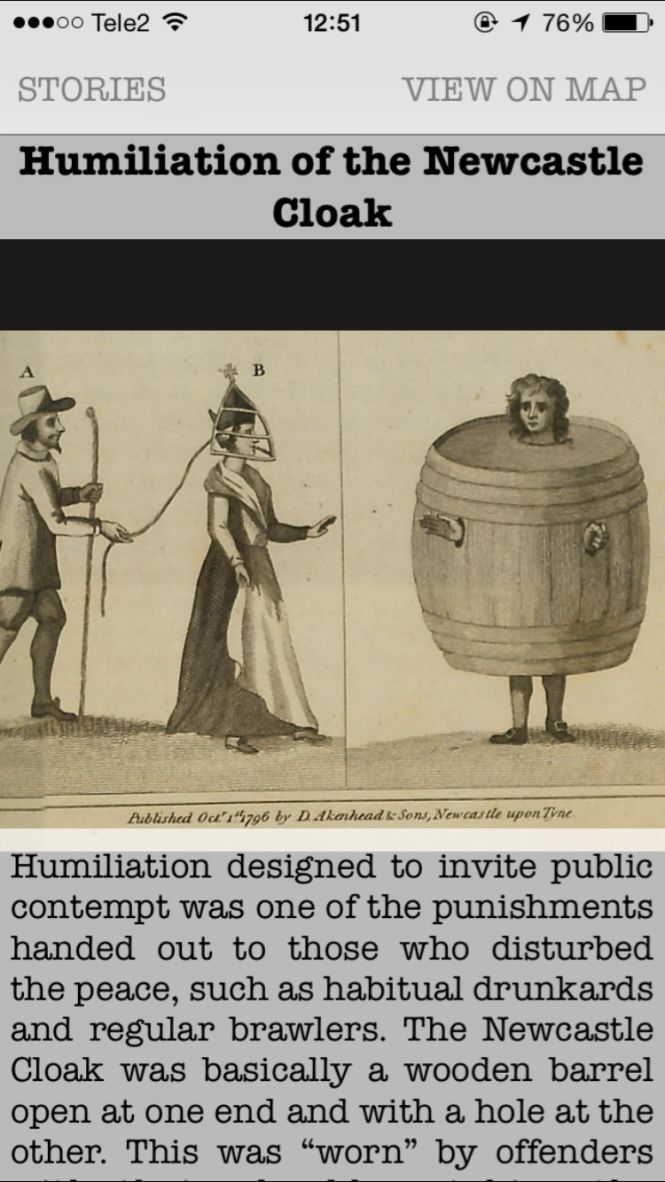 Tele2 12:51 76%
STORIES VIEW ON MAP
Humiliation of the Newcastle
Cloak
A B
Published Octr 1st 1796 by D. Akenhead & Sons, Newcastle upon Tyne
Humiliation designed to invite public
contempt was one of the punishments
handed out to those who disturbed
the peace, such as habitual drunkards
and regular brawlers. The Newcastle
Cloak was basically a wooden barrel
open at one end and with a hole at the
other. This was “worn” by offenders